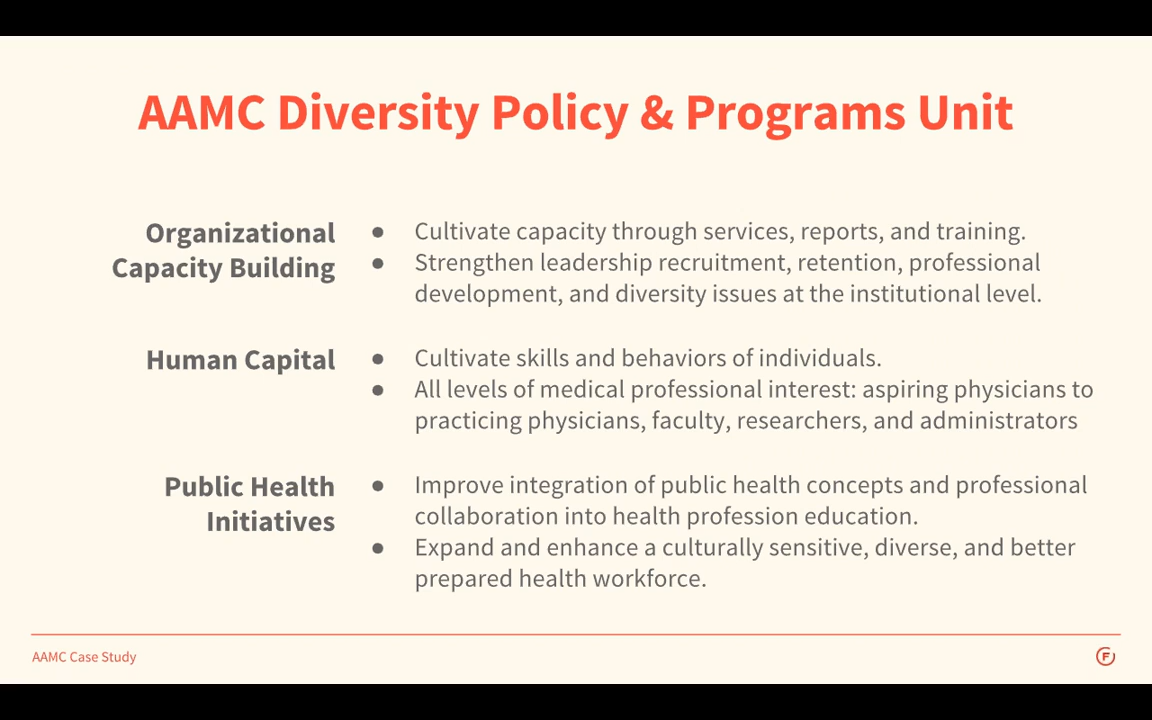 AAMC Diversity Policy & Programs Unit
Organizational
Capacity Building
● Cultivate capacity through services, reports, and training.
● Strengthen leadership recruitment, retention, professional
development, and diversity issues at the institutional level.
Human Capital
● Cultivate skills and behaviors of individuals.
● All levels of medical professional interest: aspiring physicians to
practicing physicians, faculty, researchers, and administrators
Public Health
Initiatives
● Improve integration of public health concepts and professional
collaboration into health profession education.
● Expand and enhance a culturally sensitive, diverse, and better
prepared health workforce.
AAMC Case Study
F